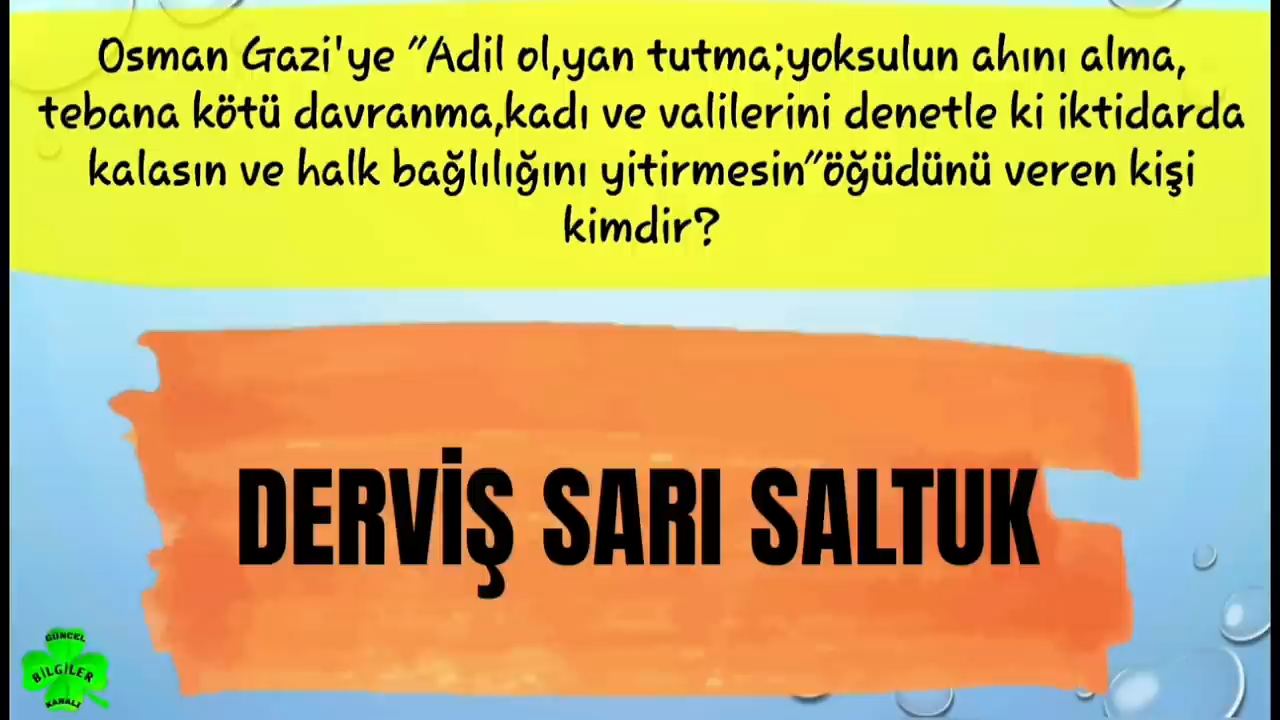 Osman Gazi'ye "Adil ol,yan tutma;yoksulun ahını alma,
tebana kötü davranma,kadı ve valilerini denetle ki iktidarda
kalasın ve halk bağlılığını yitirmesin"öğüdünü veren kişi
kimdir?
DERVİŞ SARI SALTUK
GÜNCEL
BİLGİLER
KANALI